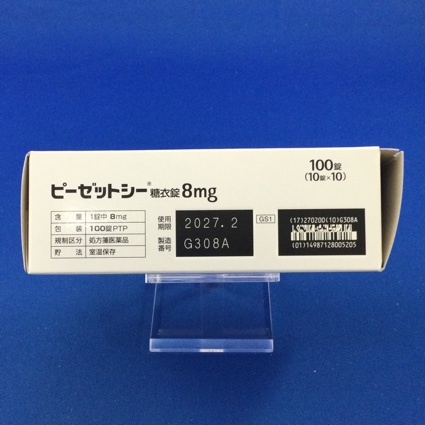 ピーゼットシー® 糖衣錠 8mg
100錠
(10錠×10)
含量 1錠中 8mg
包装 100錠PTP
規制区分 処方箋医薬品
貯法 室温保存
使用期限 2027.2
製造番号 G308A
GS1
(17)270200(10)G308A
(01)14987128005205